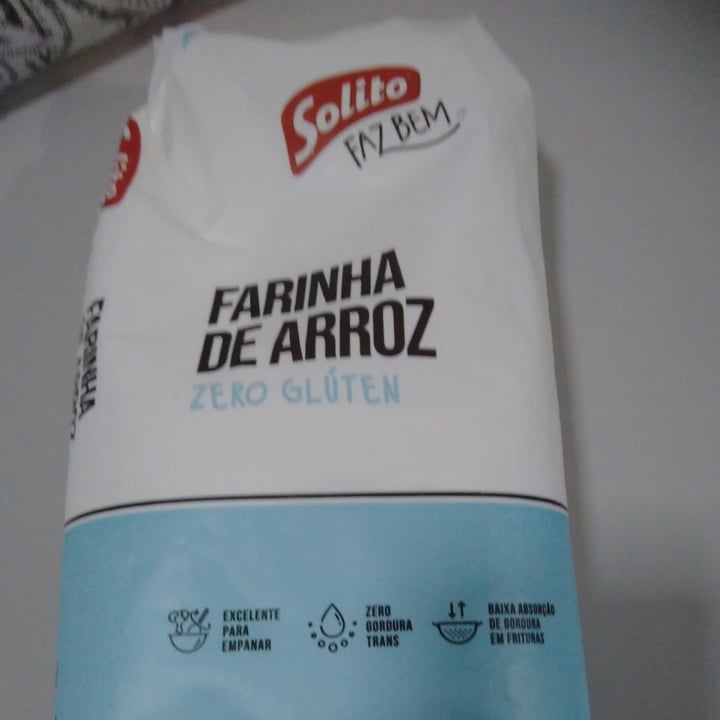 Solito
FAZ BEM
FARINHA
DE ARROZ
ZERO GLÚTEN
EXCELENTE
PARA
EMPANAR
ZERO
GORDURA
TRANS
BAIXA ABSORÇÃO
DE GORDURA
EM FRITURAS
FARINHA